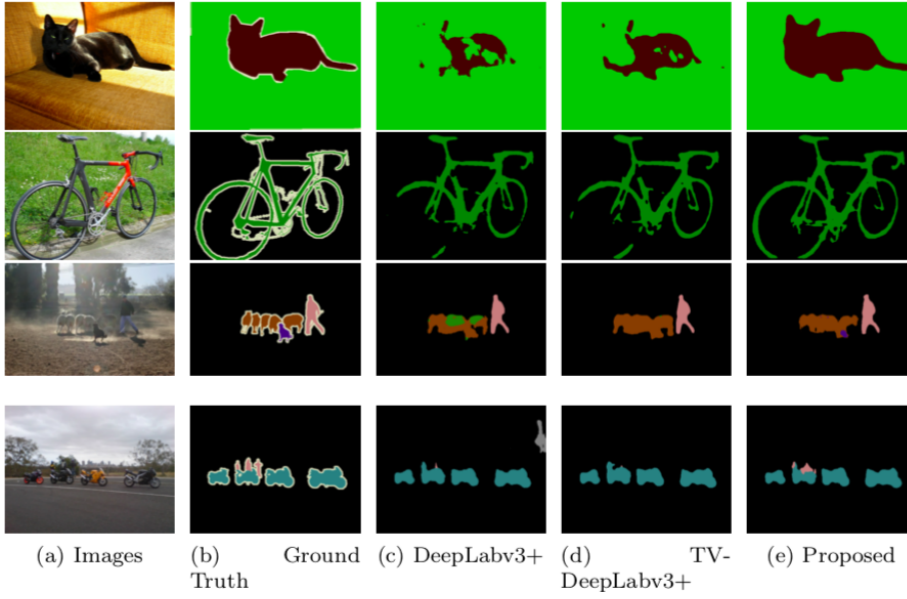 (a) Images
(b) Ground
Truth
(c) DeepLabv3+
(d) TV-
DeepLabv3+
(e) Proposed